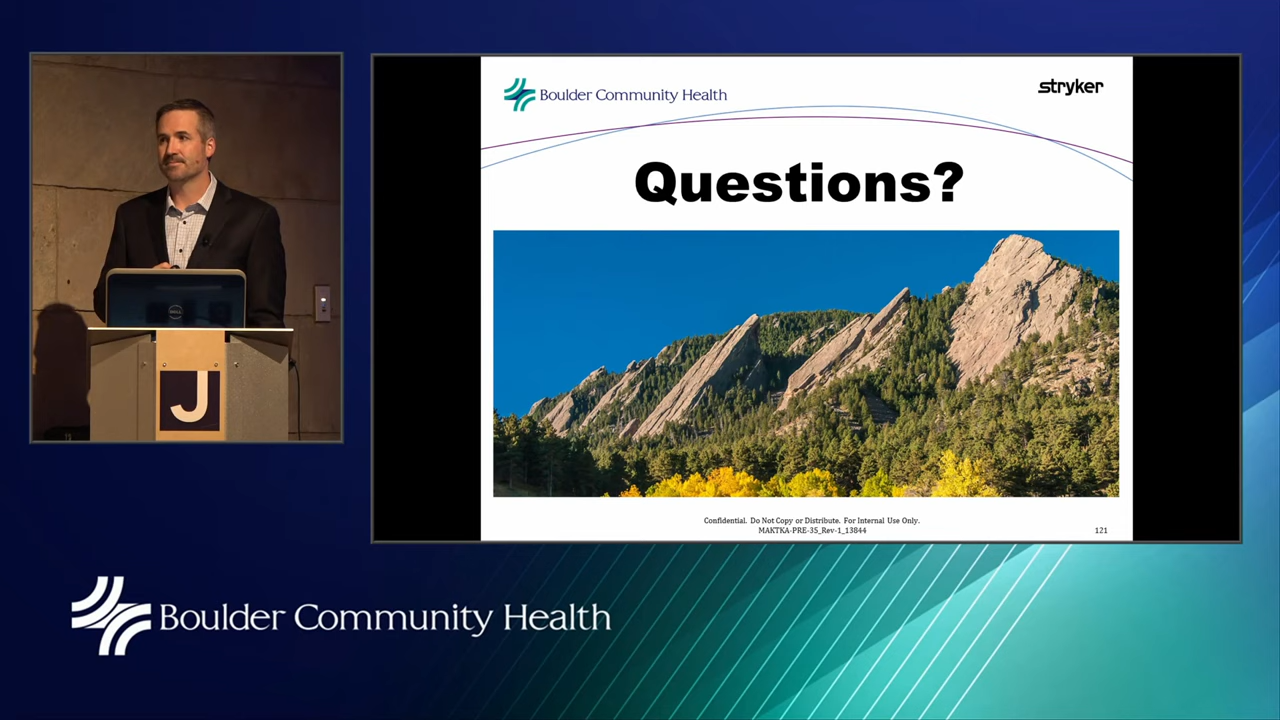 Boulder Community Health
stryker
Questions?
Confidential. Do Not Copy or Distribute. For Internal Use Only.
MAKTKA-PRE-35_Rev-1_13844
121
DELL
J
Boulder Community Health